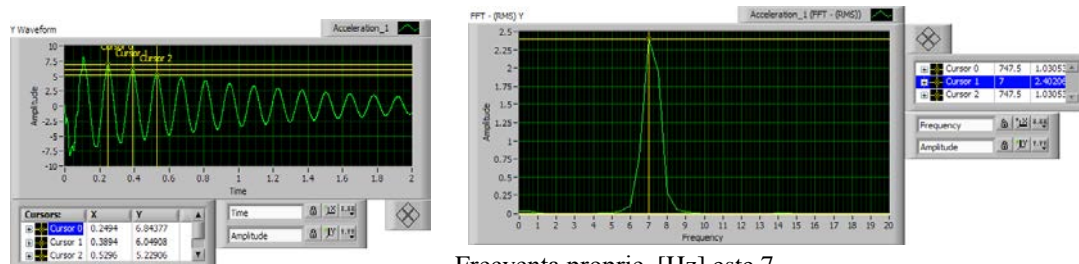 Y Waveform
Acceleration_1
Cursor 0
Cursor 1
Cursor 2
10
7.5
5
2.5
0
-2.5
-5
-7.5
-10
Amplitude
0 0.2 0.4 0.6 0.8 1 1.2 1.4 1.6 1.8 2
Time
Cursors: X Y
Cursor 0 0.2494 6.84377
Cursor 1 0.3894 6.04908
Cursor 2 0.5296 5.22906
Time
Amplitude
FFT - (RMS) Y
Acceleration_1 (FFT - (RMS))
2.5
2.25
2
1.75
1.5
1.25
1
0.75
0.5
0.25
0
Amplitude
0 1 2 3 4 5 6 7 8 9 10 11 12 13 14 15 16 17 18 19 20
Frequency
Cursor 0 747.5 1.03053
Cursor 1 7 2.40206
Cursor 2 747.5 1.03053
Frequency
Amplitude